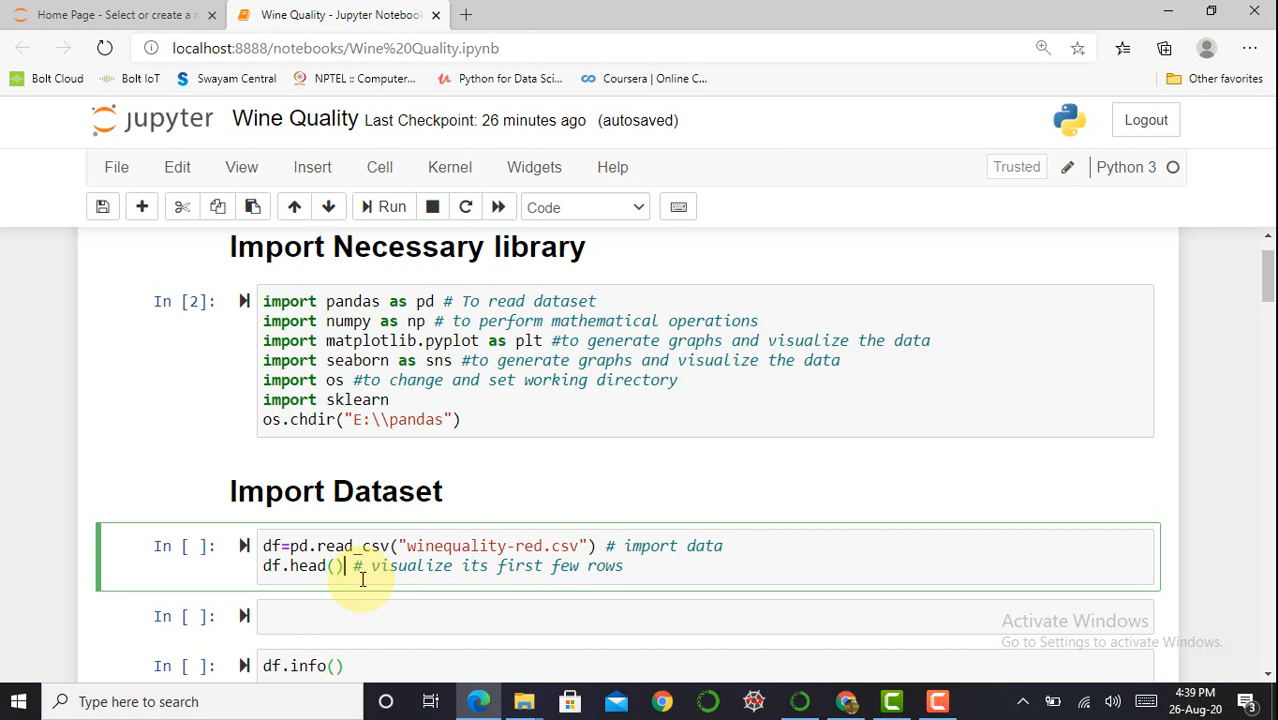 Home Page - Select or create a n
Wine Quality - Jupyter Notebook
localhost:8888/notebooks/Wine%20Quality.ipynb
Bolt Cloud
Bolt IoT
Swayam Central
NPTEL :: Computer...
Python for Data Sci...
Coursera | Online C...
Other favorites
jupyter
Wine Quality Last Checkpoint: 26 minutes ago (autosaved)
Logout
File Edit View Insert Cell Kernel Widgets Help
Trusted
Python 3
Run
Code
Import Necessary library
In [2]:
import pandas as pd # To read dataset
import numpy as np # to perform mathematical operations
import matplotlib.pyplot as plt #to generate graphs and visualize the data
import seaborn as sns #to generate graphs and visualize the data
import os #to change and set working directory
import sklearn
os.chdir("E:\\pandas")
Import Dataset
In [ ]:
df=pd.read_csv("winequality-red.csv") # import data
df.head() # visualize its first few rows
In [ ]:
In [ ]:
df.info()
Activate Windows
Go to Settings to activate Windows.
Type here to search
4:39 PM
26-Aug-20
3